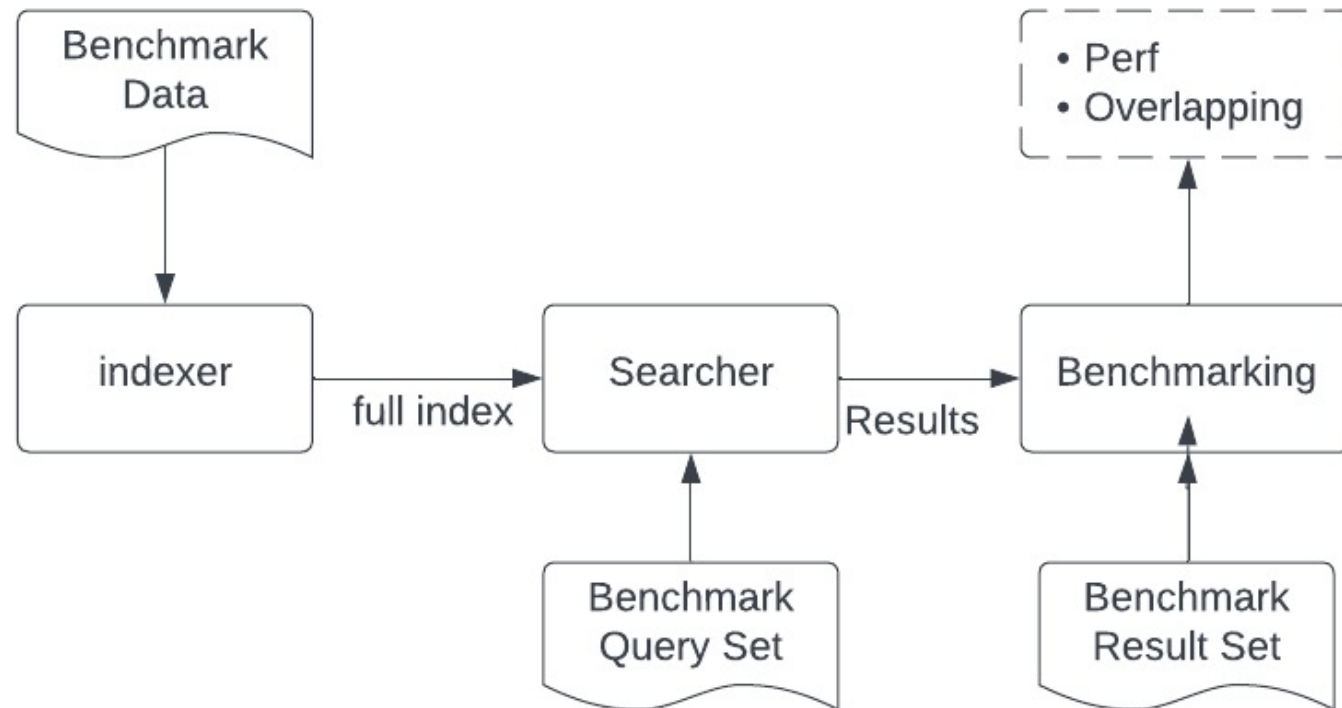 Benchmark
Data
• Perf
• Overlapping
indexer
full index
Searcher
Results
Benchmarking
Benchmark
Query Set
Benchmark
Result Set